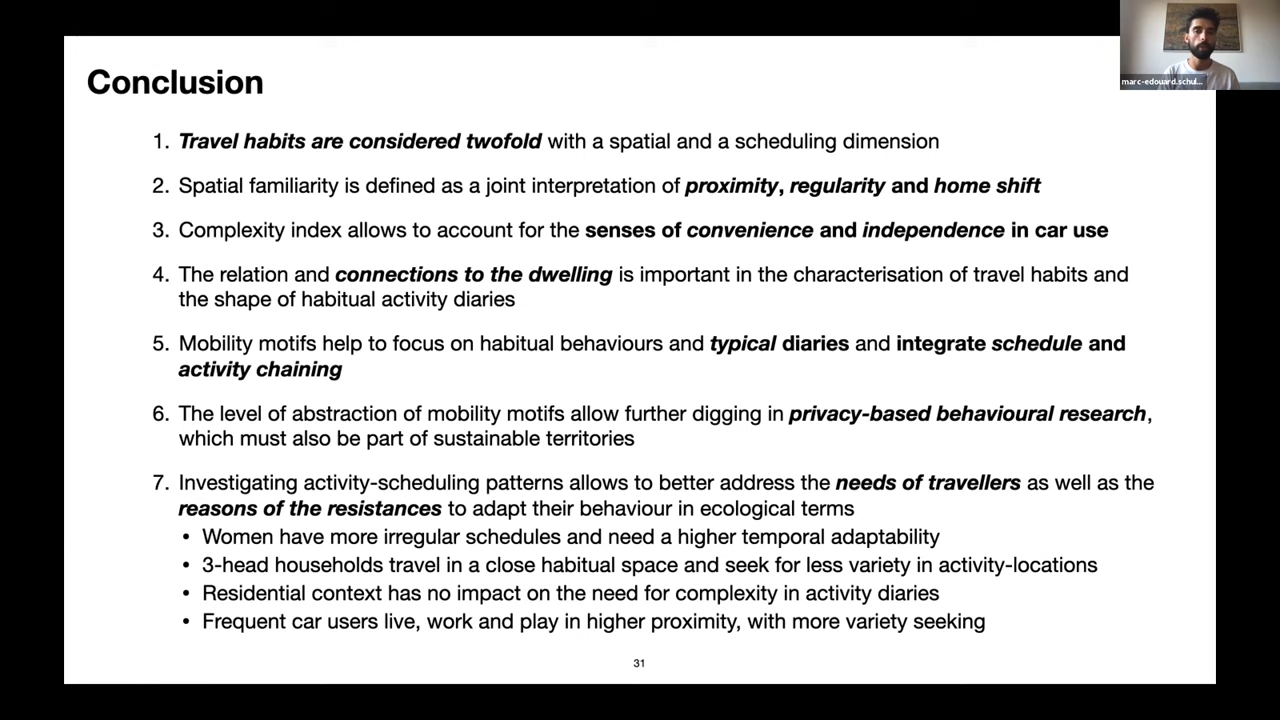 marc-edouard.schul...
Conclusion
1. Travel habits are considered twofold with a spatial and a scheduling dimension
2. Spatial familiarity is defined as a joint interpretation of proximity, regularity and home shift
3. Complexity index allows to account for the senses of convenience and independence in car use
4. The relation and connections to the dwelling is important in the characterisation of travel habits and
the shape of habitual activity diaries
5. Mobility motifs help to focus on habitual behaviours and typical diaries and integrate schedule and
activity chaining
6. The level of abstraction of mobility motifs allow further digging in privacy-based behavioural research,
which must also be part of sustainable territories
7. Investigating activity-scheduling patterns allows to better address the needs of travellers as well as the
reasons of the resistances to adapt their behaviour in ecological terms
• Women have more irregular schedules and need a higher temporal adaptability
• 3-head households travel in a close habitual space and seek for less variety in activity-locations
• Residential context has no impact on the need for complexity in activity diaries
• Frequent car users live, work and play in higher proximity, with more variety seeking
31